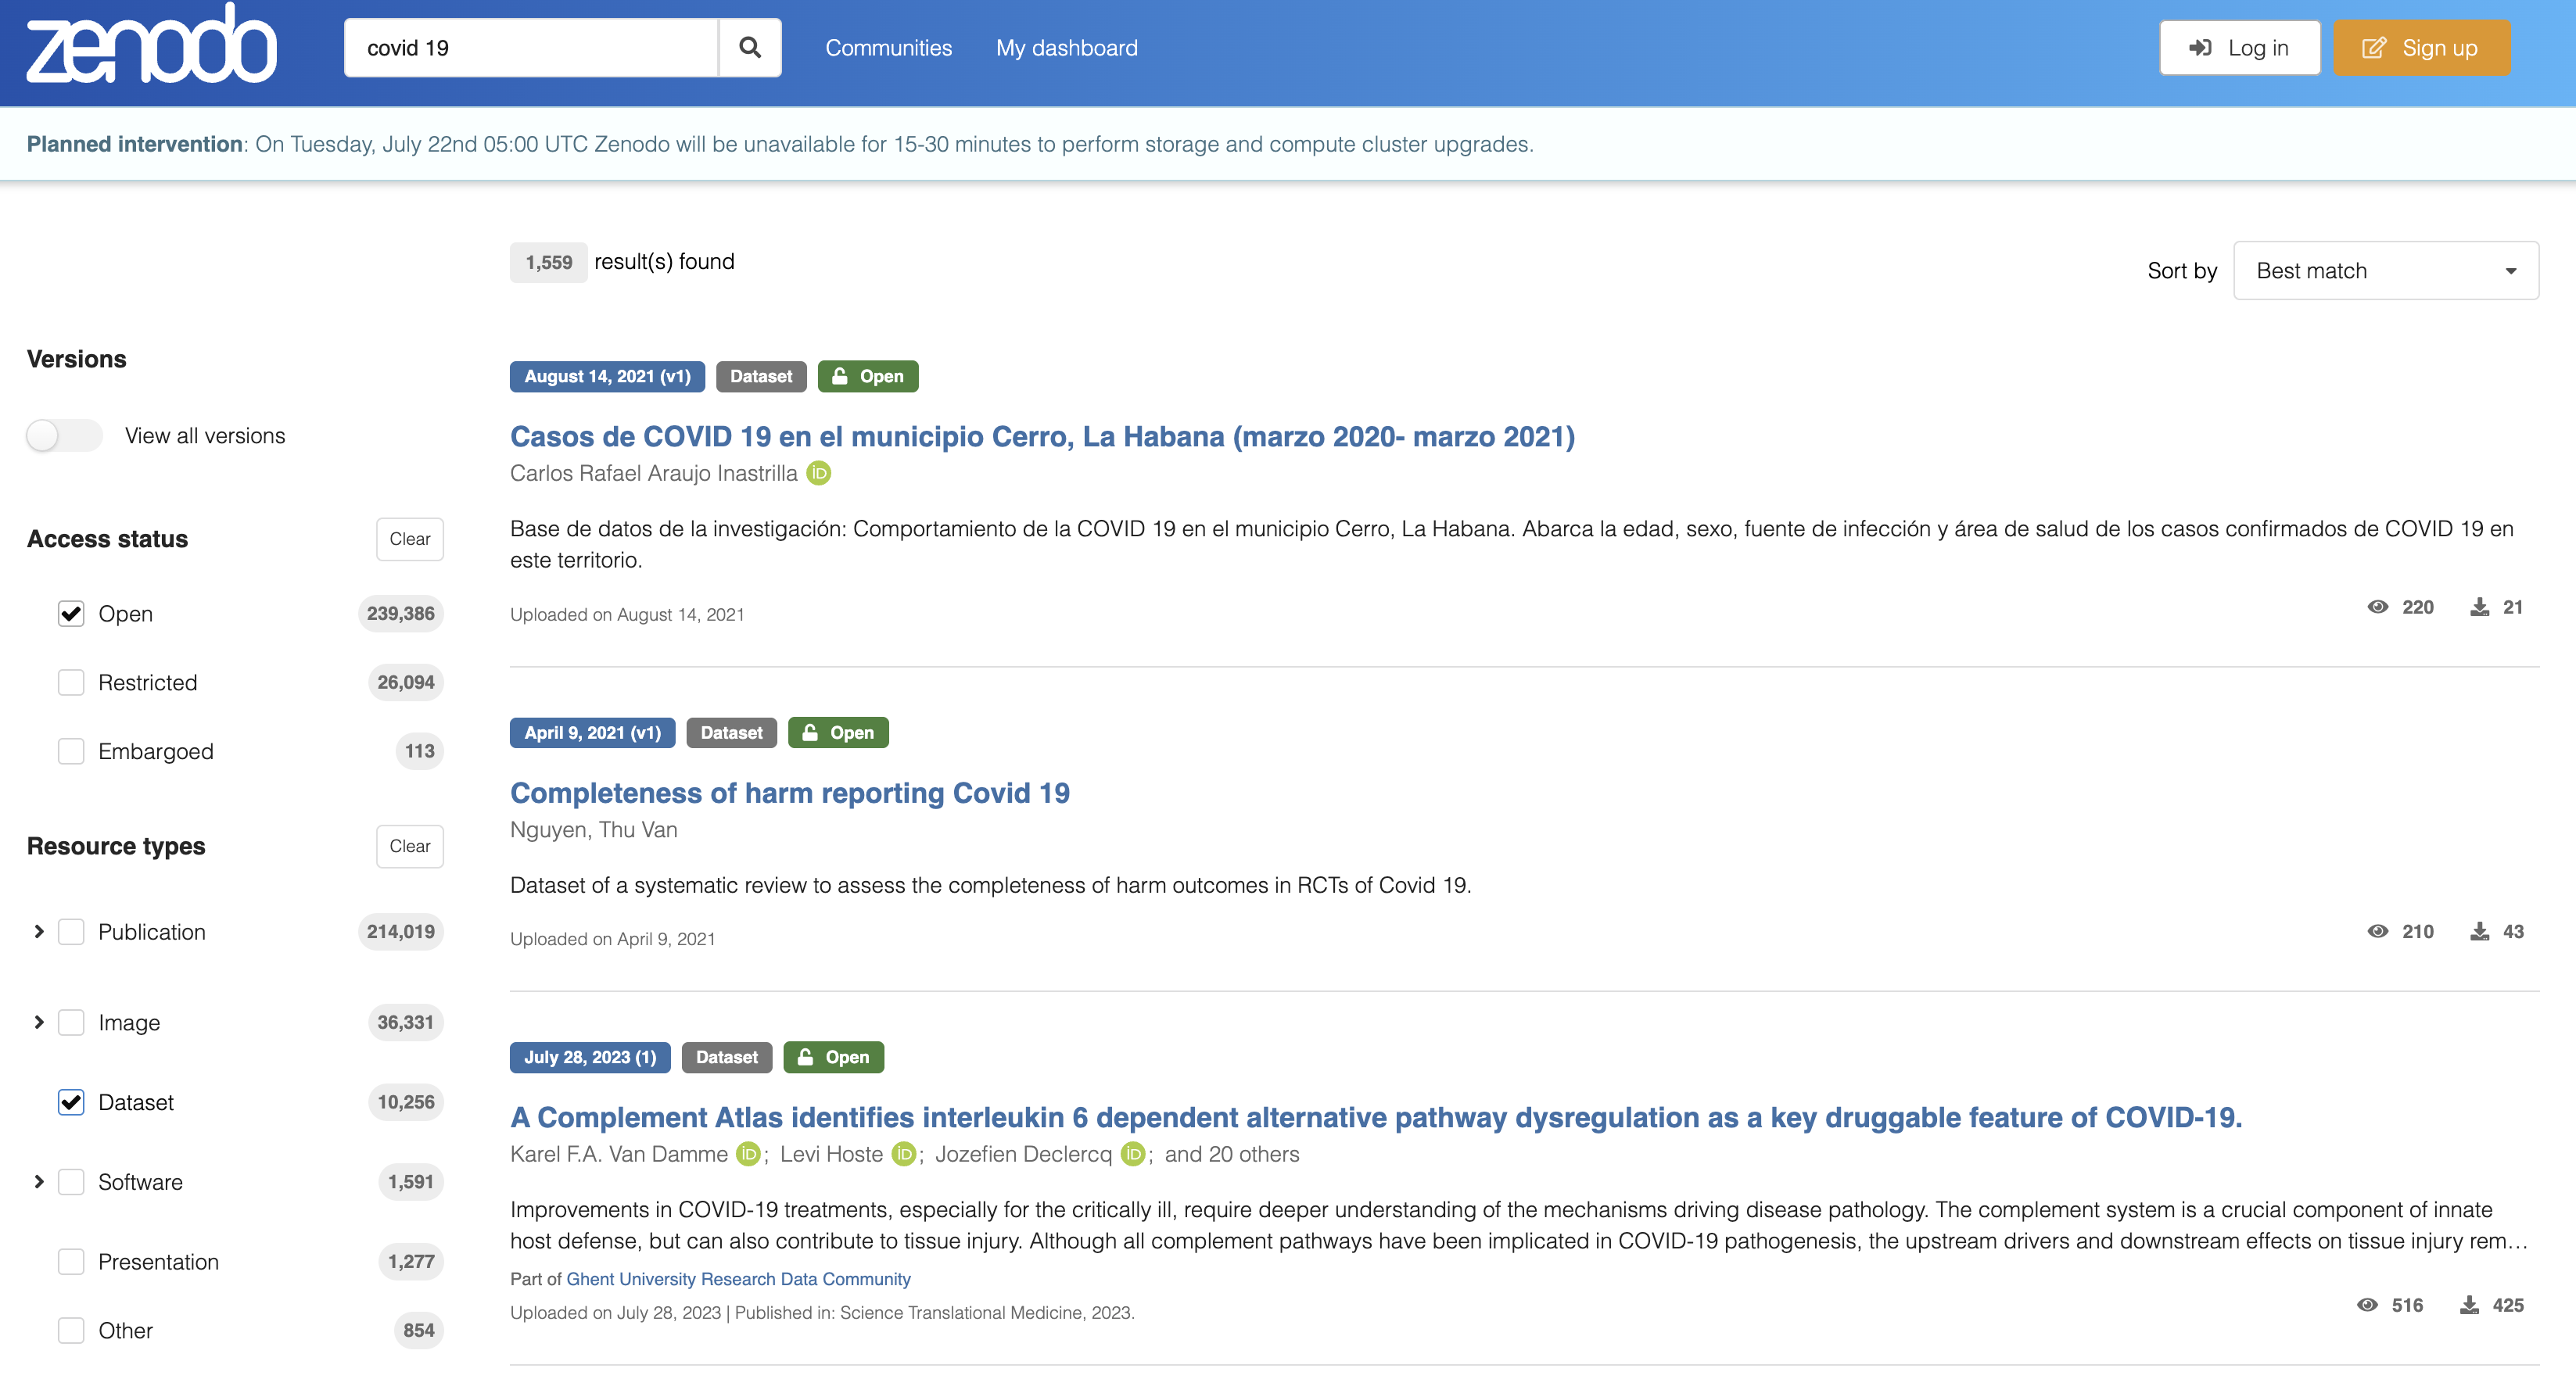 zenodo
covid 19
Communities
My dashboard
Log in
Sign up
Planned intervention: On Tuesday, July 22nd 05:00 UTC Zenodo will be unavailable for 15-30 minutes to perform storage and compute cluster upgrades.
1,559 result(s) found
Sort by
Best match
Versions
View all versions
Access status
Clear
Open 239,386
Restricted 26,094
Embargoed 113
Resource types
Clear
Publication 214,019
Image 36,331
Dataset 10,256
Software 1,591
Presentation 1,277
Other 854
August 14, 2021 (v1) Dataset Open
Casos de COVID 19 en el municipio Cerro, La Habana (marzo 2020- marzo 2021)
Carlos Rafael Araujo Inastrilla iD
Base de datos de la investigación: Comportamiento de la COVID 19 en el municipio Cerro, La Habana. Abarca la edad, sexo, fuente de infección y área de salud de los casos confirmados de COVID 19 en
este territorio.
Uploaded on August 14, 2021
220 21
April 9, 2021 (v1) Dataset Open
Completeness of harm reporting Covid 19
Nguyen, Thu Van
Dataset of a systematic review to assess the completeness of harm outcomes in RCTs of Covid 19.
Uploaded on April 9, 2021
210 43
July 28, 2023 (1) Dataset Open
A Complement Atlas identifies interleukin 6 dependent alternative pathway dysregulation as a key druggable feature of COVID-19.
Karel F.A. Van Damme iD; Levi Hoste iD; Jozefien Declercq iD; and 20 others
Improvements in COVID-19 treatments, especially for the critically ill, require deeper understanding of the mechanisms driving disease pathology. The complement system is a crucial component of innate
host defense, but can also contribute to tissue injury. Although all complement pathways have been implicated in COVID-19 pathogenesis, the upstream drivers and downstream effects on tissue injury rem...
Part of Ghent University Research Data Community
Uploaded on July 28, 2023 | Published in: Science Translational Medicine, 2023.
516 425